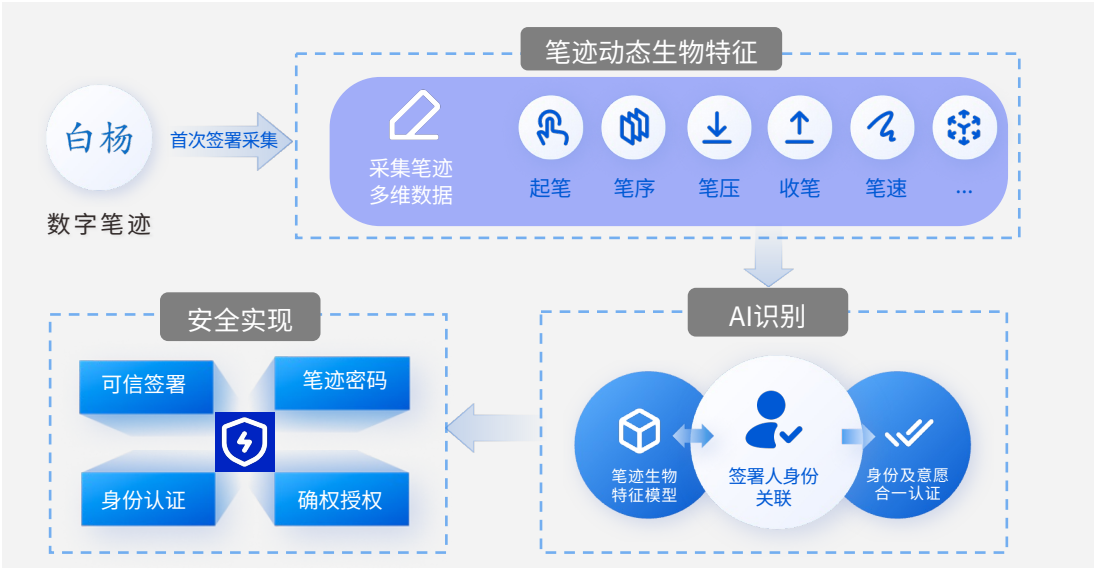 笔迹动态生物特征
白杨
数字笔迹
首次签署采集
采集笔迹
多维数据
起笔
笔序
笔压
收笔
笔速
...
AI识别
笔迹生物
特征模型
签署人身份
关联
身份及意愿
合一认证
安全实现
可信签署
笔迹密码
身份认证
确权授权